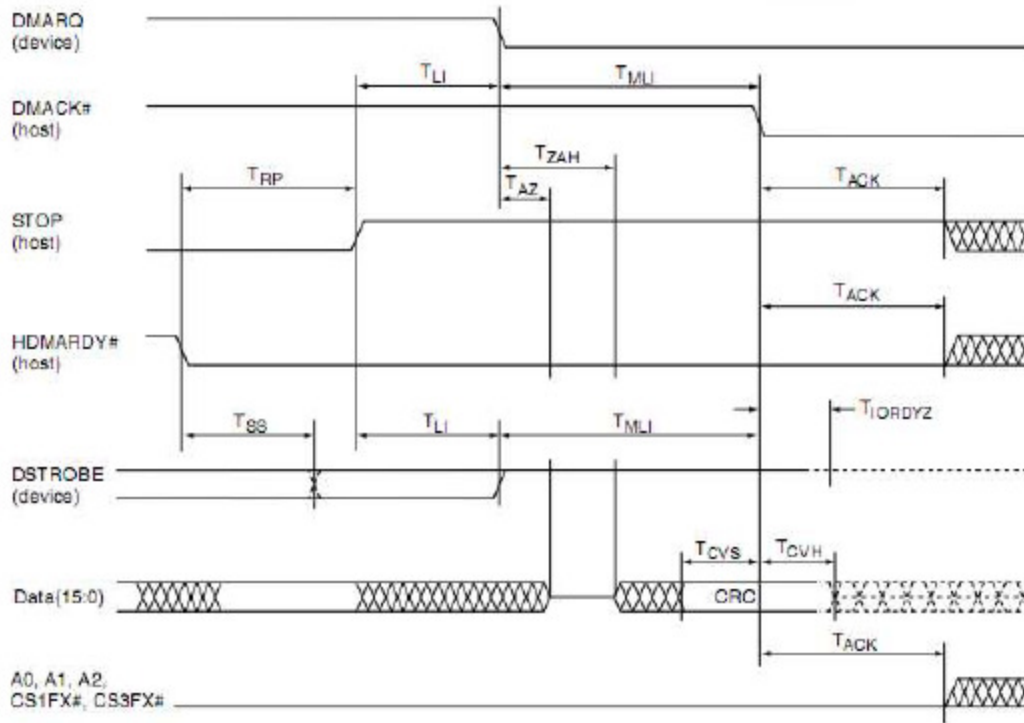 DMARQ
(device)
TLI TMLI
DMACK#
(host)
TZAH
TRP TAZ TACK
STOP
(host)
TACK
HDMARDY#
(host)
TIORDYZ
TSS TLI TMLI
DSTROBE
(device)
TCVS TCVH
Data(15:0) CRC
TACK
A0, A1, A2,
CS1FX#, CS3FX#